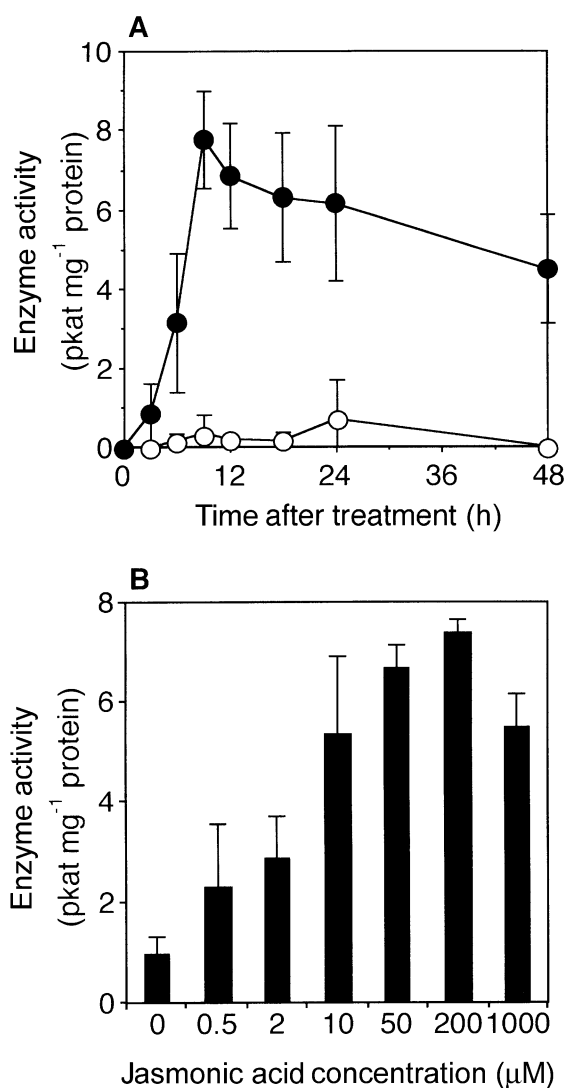 A
10
8
6
4
2
0
Enzyme activity
(pkat mg⁻¹ protein)
0 12 24 36 48
Time after treatment (h)
B
8
6
4
2
0
Enzyme activity
(pkat mg⁻¹ protein)
0 0.5 2 10 50 200 1000
Jasmonic acid concentration (µM)